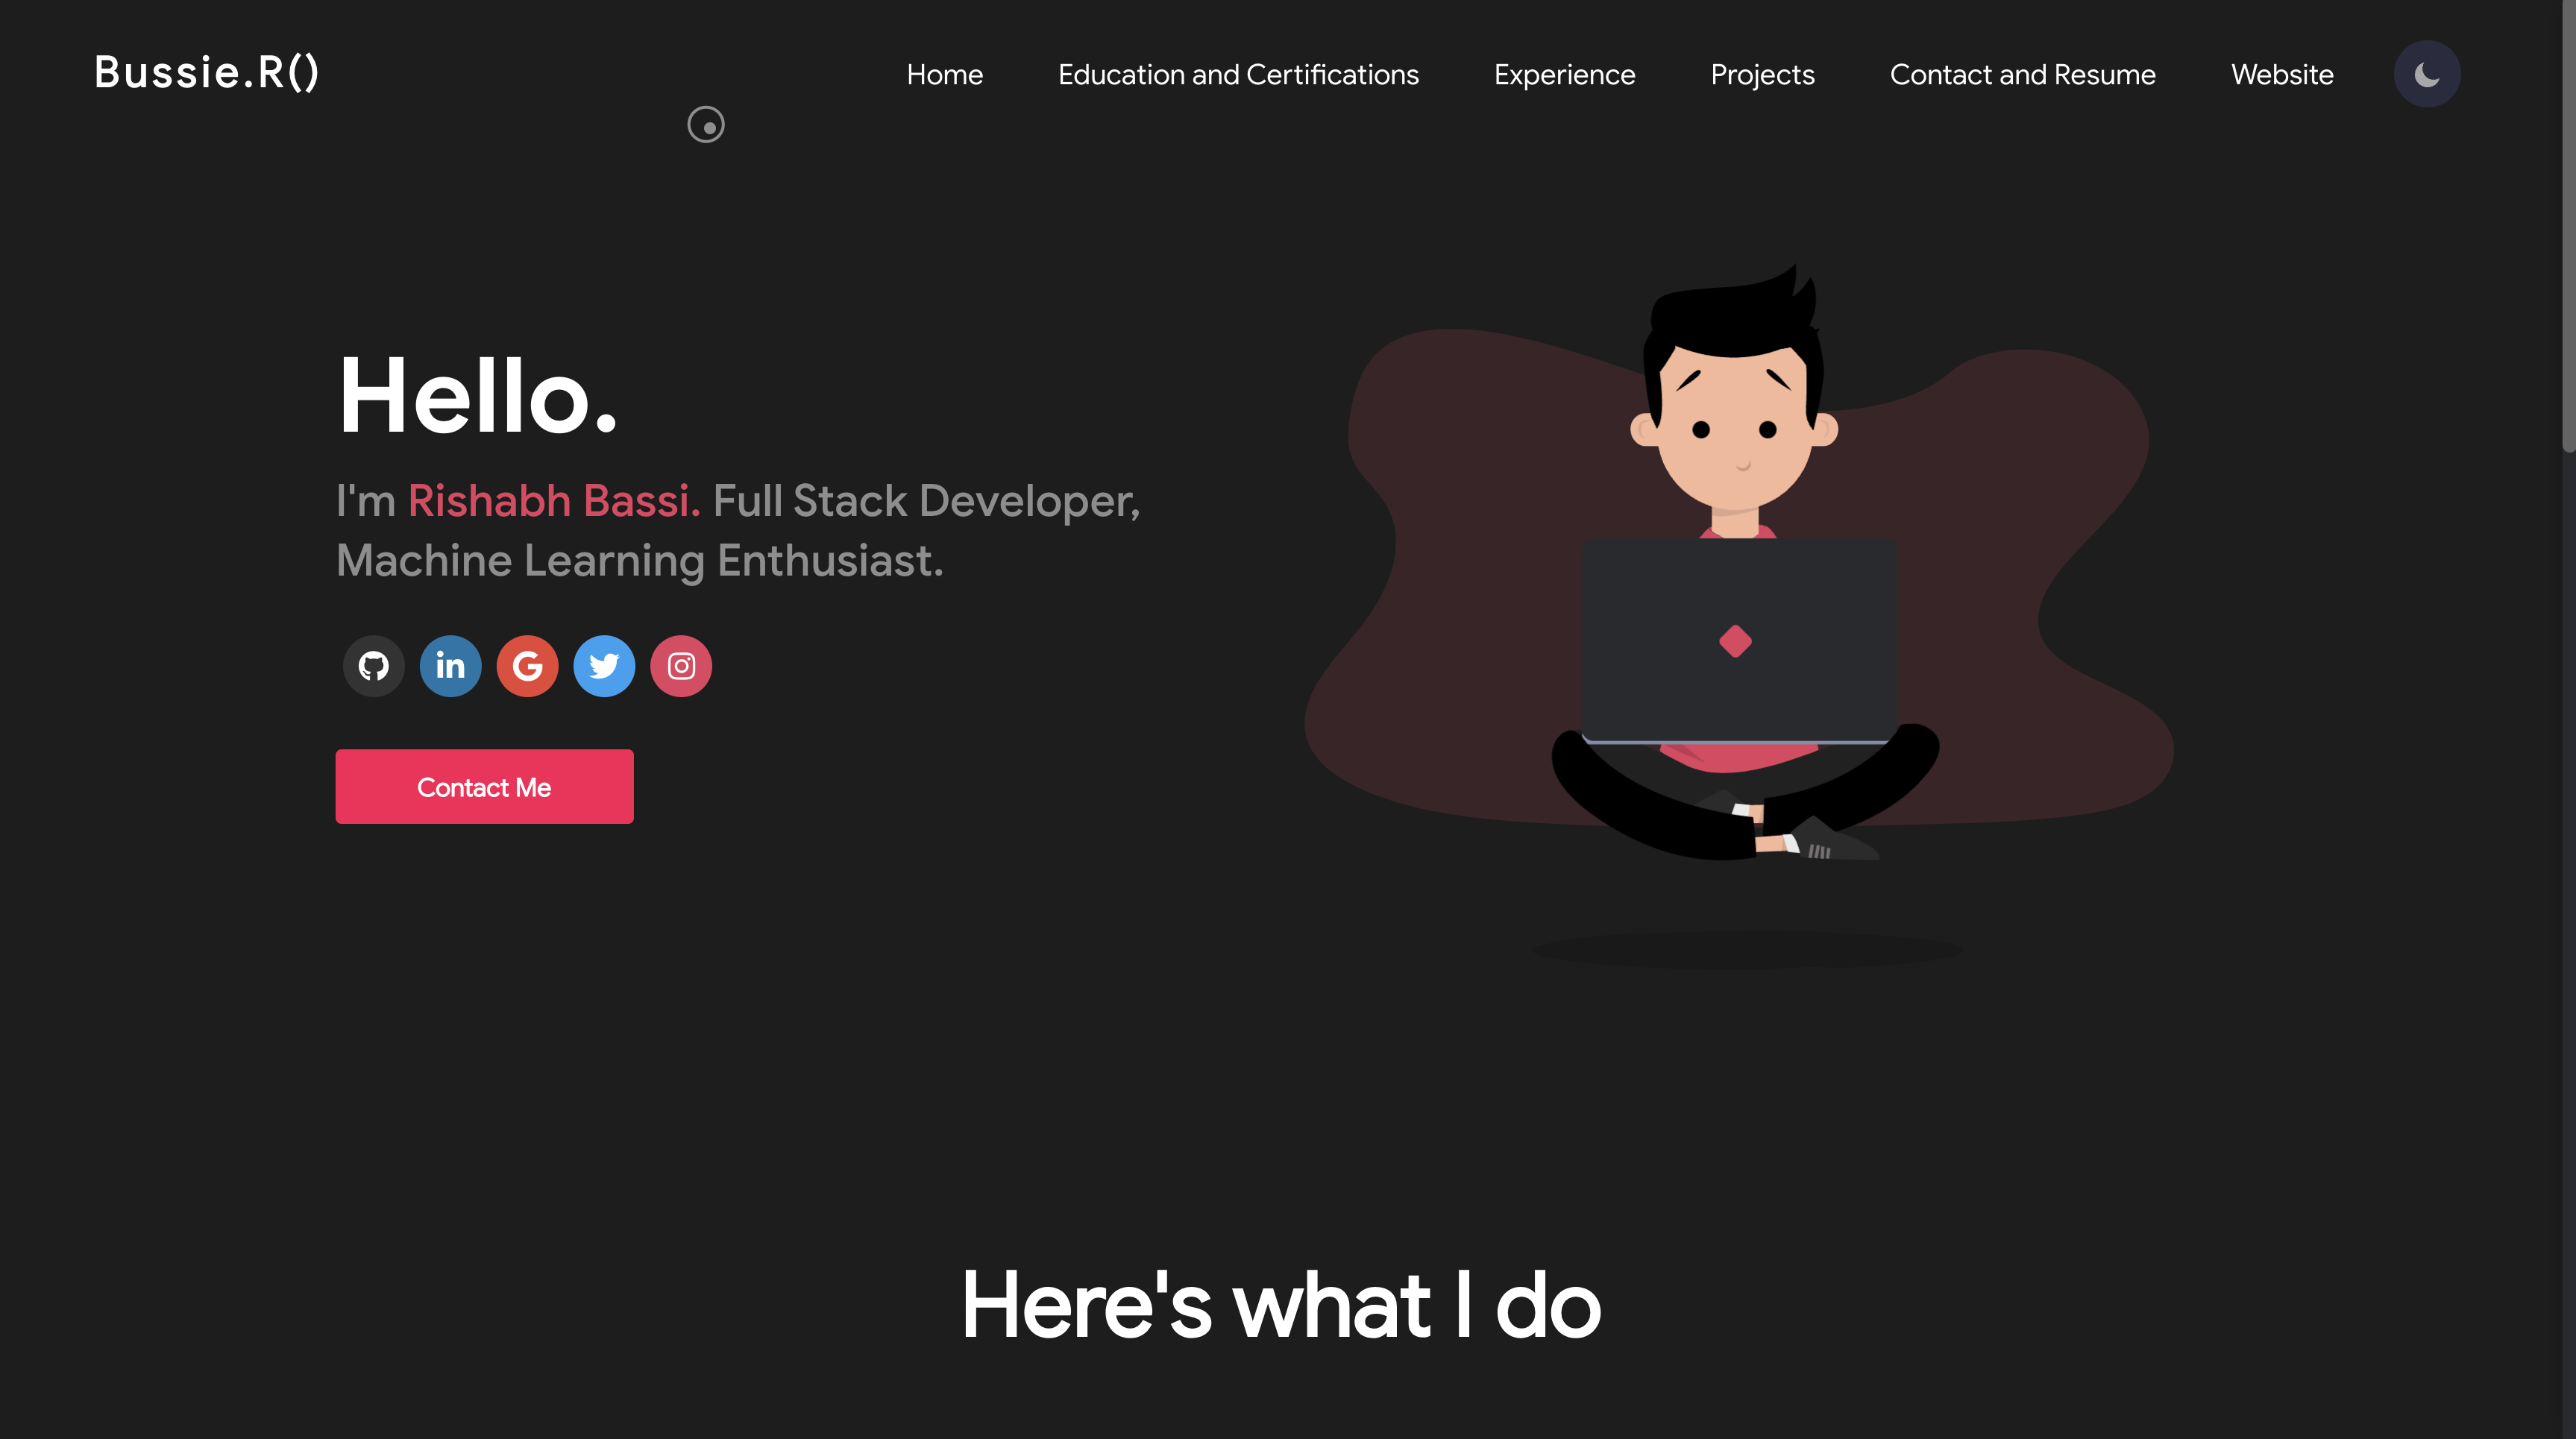 Bussie.R()
Home
Education and Certifications
Experience
Projects
Contact and Resume
Website
Hello.
I'm Rishabh Bassi. Full Stack Developer,
Machine Learning Enthusiast.
in
G
Contact Me
Here's what I do